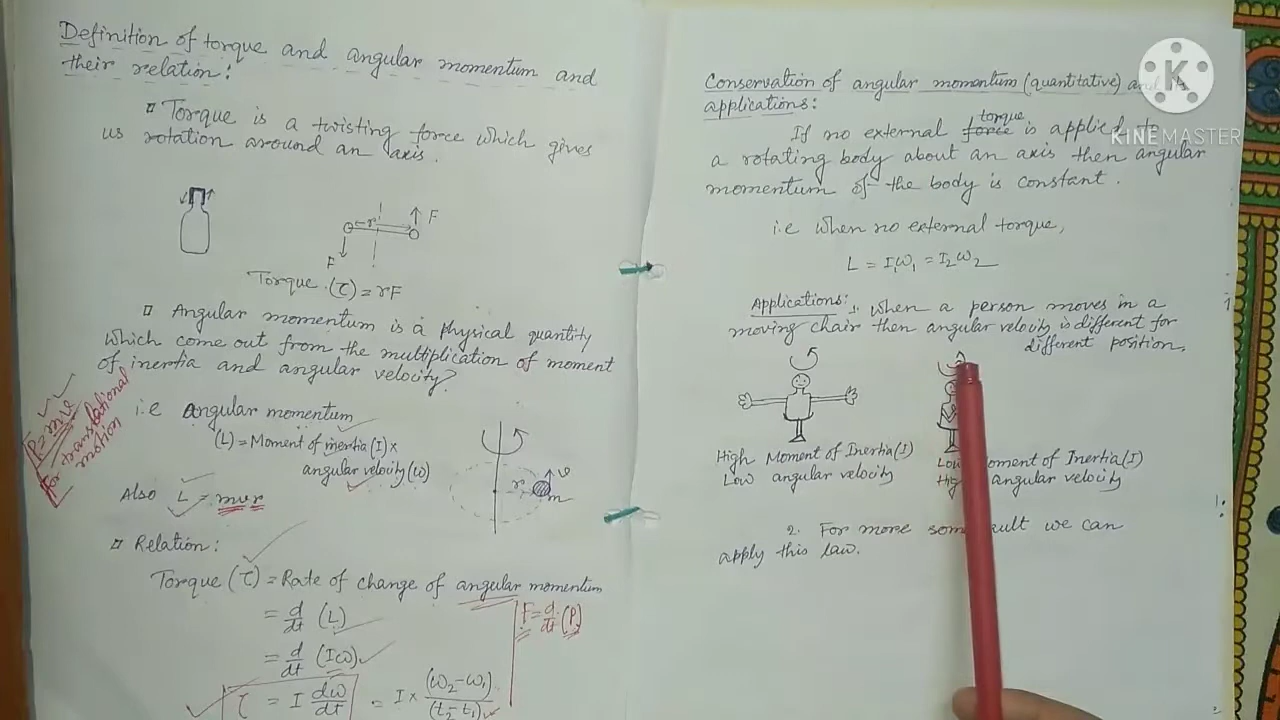 Definition of torque and angular momentum and
their relation:
Torque is a twisting force which gives
us rotation around an axis.
r
F
F
Torque (τ) = rF
Angular momentum is a physical quantity
which come out from the multiplication of moment
of inertia and angular velocity?
i.e angular momentum
(L) = Moment of inertia (I) ×
angular velocity (ω)
P = mv
for translational
motion
Also L = mvr
r
v
m
Relation:
Torque (τ) = Rate of change of angular momentum
= d/dt (L)
= d/dt (Iω)
τ = I dω/dt = I × (ω2-ω1)/(t2-t1)
F = d/dt (P)
Conservation of angular momentum (quantitative) and
applications:
If no external force torque is applied to
a rotating body about an axis then angular
momentum of the body is constant.
i.e when no external torque,
L = I1ω1 = I2ω2
Applications: 1. When a person moves in a
moving chair then angular velocity is different for
different position.
High Moment of Inertia (I)
Low angular velocity
Low Moment of Inertia (I)
High angular velocity
2. For more
we can
apply this law.
K
KINEMASTER